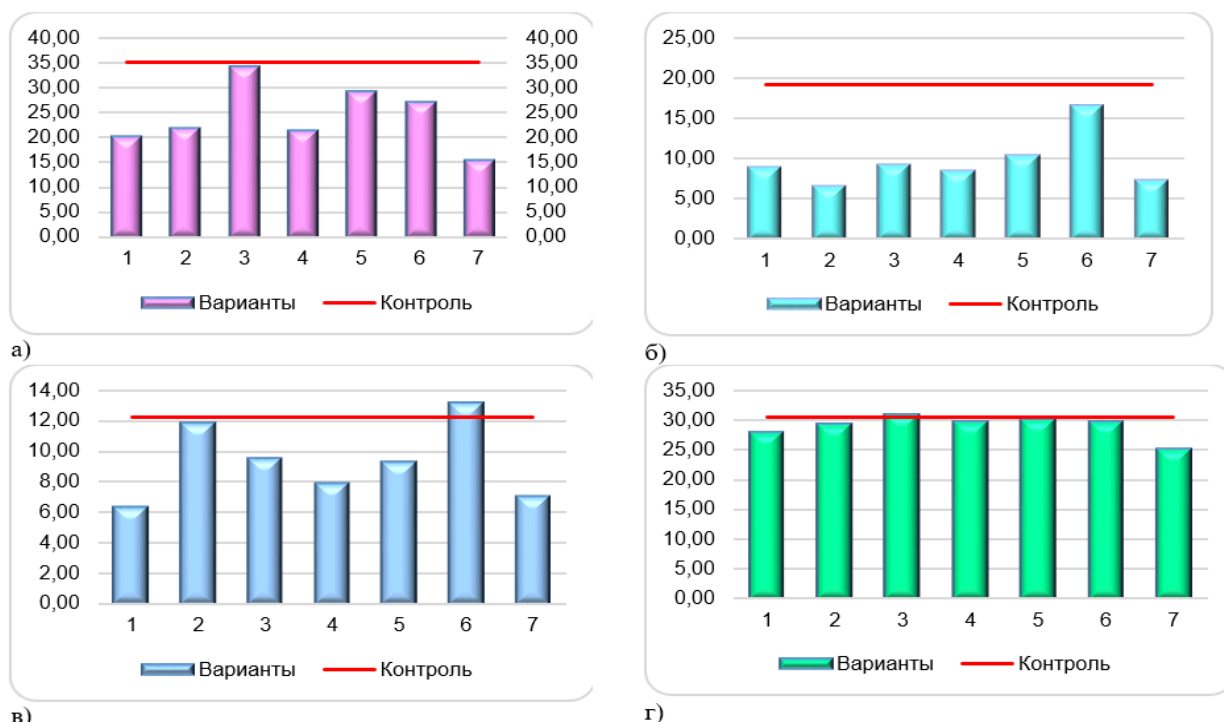 40,00 40,00
35,00 35,00
30,00 30,00
25,00 25,00
20,00 20,00
15,00 15,00
10,00 10,00
5,00 5,00
0,00 0,00
1 2 3 4 5 6 7
Варианты Контроль
а)
25,00
20,00
15,00
10,00
5,00
0,00
1 2 3 4 5 6 7
Варианты Контроль
б)
14,00
12,00
10,00
8,00
6,00
4,00
2,00
0,00
1 2 3 4 5 6 7
Варианты Контроль
в)
35,00
30,00
25,00
20,00
15,00
10,00
5,00
0,00
1 2 3 4 5 6 7
Варианты Контроль
г)